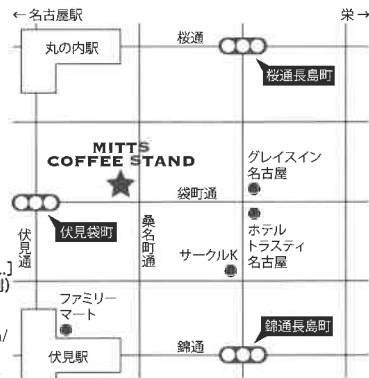 ←名古屋駅
栄→
丸の内駅
桜通
桜通長島町
MITTS
COFFEE STAND
グレイスイン
名古屋
袋町通
伏見袋町
伏見通
桑名町通
ホテル
トラスティ
名古屋
サークルK
ファミリー
マート
錦通長島町
伏見駅
錦通